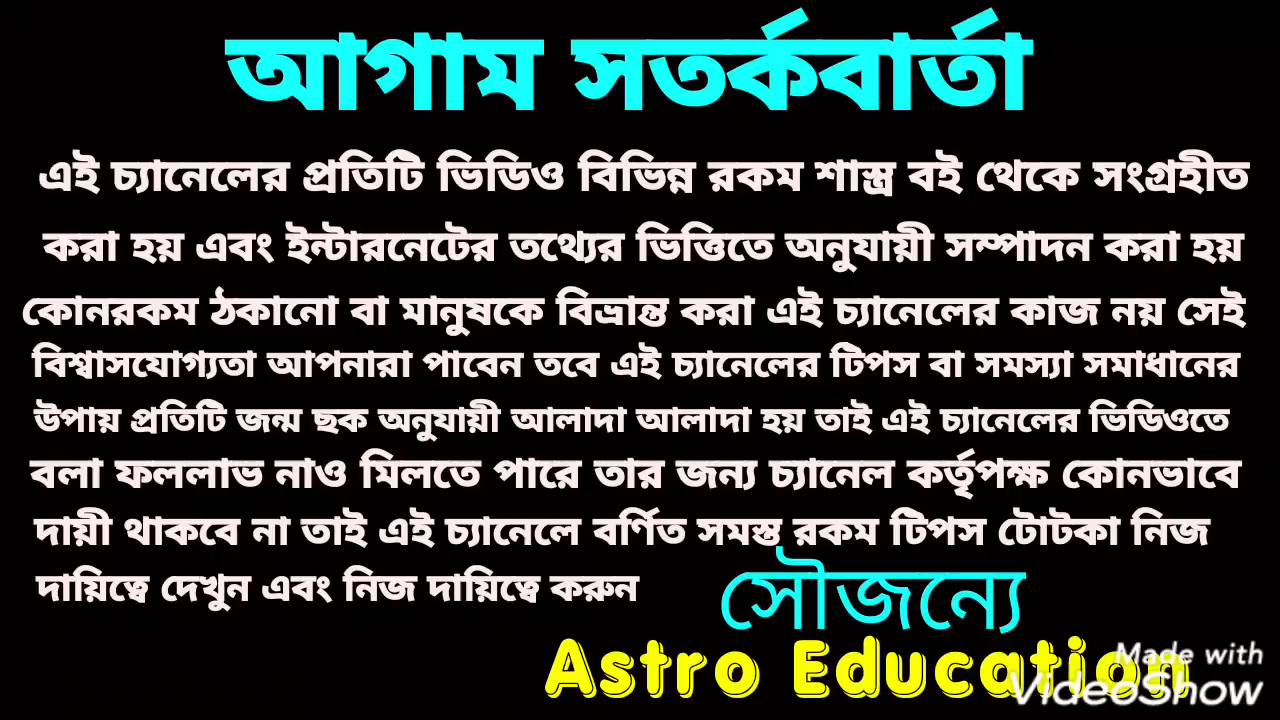 আগাম সতর্কবার্তা
এই চ্যানেলের প্রতিটি ভিডিও বিভিন্ন রকম শাস্ত্র বই থেকে সংগ্রহীত
করা হয় এবং ইন্টারনেটের তথ্যের ভিত্তিতে অনুযায়ী সম্পাদন করা হয়
কোনরকম ঠকানো বা মানুষকে বিভ্রান্ত করা এই চ্যানেলের কাজ নয় সেই
বিশ্বাসযোগ্যতা আপনারা পাবেন তবে এই চ্যানেলের টিপস বা সমস্যা সমাধানের
উপায় প্রতিটি জন্ম ছক অনুযায়ী আলাদা আলাদা হয় তাই এই চ্যানেলের ভিডিওতে
বলা ফললাভ নাও মিলতে পারে তার জন্য চ্যানেল কর্তৃপক্ষ কোনভাবে
দায়ী থাকবে না তাই এই চ্যানেলে বর্ণিত সমস্ত রকম টিপস টোটকা নিজ
দায়িত্বে দেখুন এবং নিজ দায়িত্বে করুন
সৌজন্যে
Astro Education
Made with
VideoShow